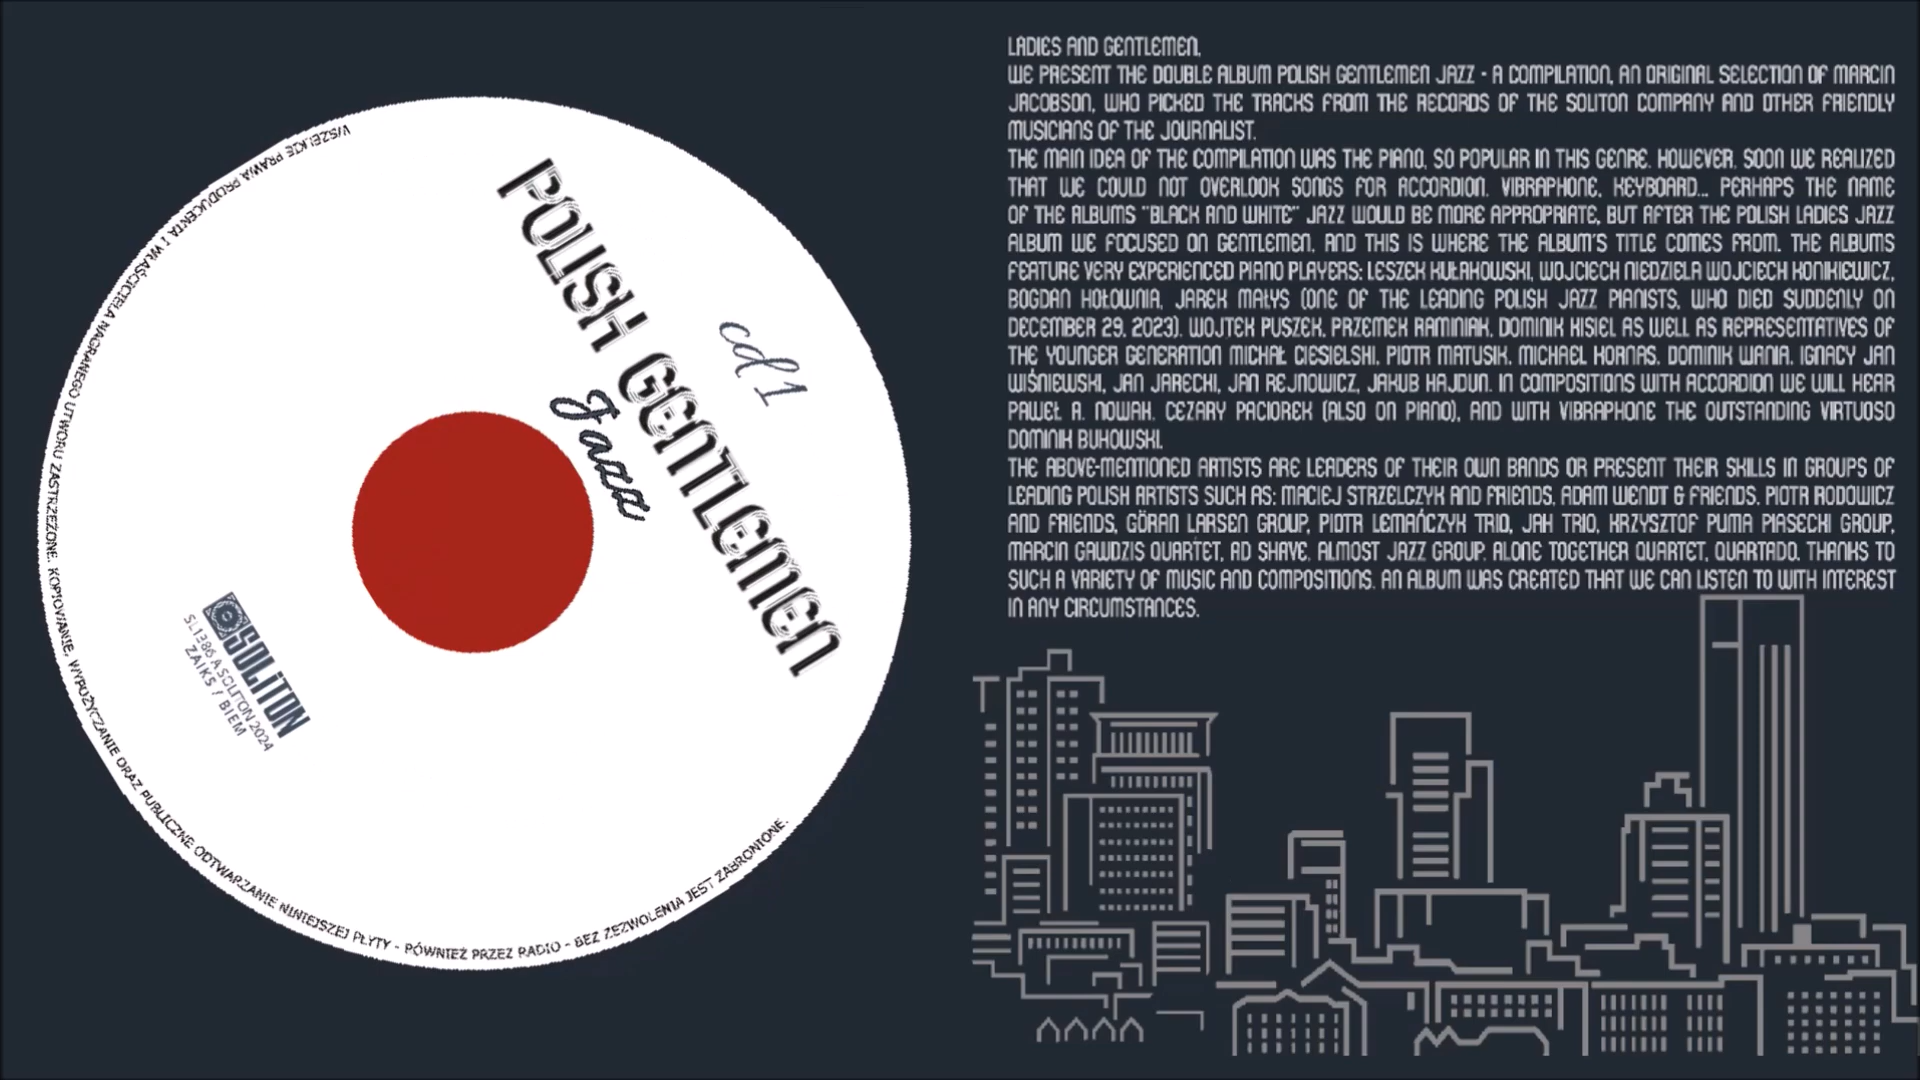 WSZELKIE PRAWA PRODUCENTA I WŁAŚCICIELA NAGRANEGO UTWORU ZASTRZEŻONE. KOPIOWANIE, WYPOŻYCZANIE ORAZ PUBLICZNE ODTWARZANIE NINIEJSZEJ PŁYTY - RÓWNIEŻ PRZEZ RADIO - BEZ ZEZWOLENIA JEST ZABRONIONE.
POLISH GENTLEMEN
Jazz
cd 1
SOLITON
SL1386 A SOLITON 2024
ZAIKS / BIEM
LADIES AND GENTLEMEN,
WE PRESENT THE DOUBLE ALBUM POLISH GENTLEMEN JAZZ - A COMPILATION, AN ORIGINAL SELECTION OF MARCIN
JACOBSON, WHO PICKED THE TRACKS FROM THE RECORDS OF THE SOLITON COMPANY AND OTHER FRIENDLY
MUSICIANS OF THE JOURNALIST.
THE MAIN IDEA OF THE COMPILATION WAS THE PIANO, SO POPULAR IN THIS GENRE. HOWEVER, SOON WE REALIZED
THAT WE COULD NOT OVERLOOK SONGS FOR ACCORDION, VIBRAPHONE, KEYBOARD... PERHAPS THE NAME
OF THE ALBUMS "BLACK AND WHITE" JAZZ WOULD BE MORE APPROPRIATE, BUT AFTER THE POLISH LADIES JAZZ
ALBUM WE FOCUSED ON GENTLEMEN, AND THIS IS WHERE THE ALBUM'S TITLE COMES FROM. THE ALBUMS
FEATURE VERY EXPERIENCED PIANO PLAYERS: LESZEK KUŁAKOWSKI, WOJCIECH NIEDZIELA WOJCIECH KONIKIEWICZ,
BOGDAN HOŁOWNIA, JAREK MAŁYS (ONE OF THE LEADING POLISH JAZZ PIANISTS, WHO DIED SUDDENLY ON
DECEMBER 29, 2023), WOJTEK PUSZEK, PRZEMEK RAMINIAK, DOMINIK KISIEL AS WELL AS REPRESENTATIVES OF
THE YOUNGER GENERATION MICHAŁ CIESIELSKI, PIOTR MATUSIK, MICHAEL KORNAS, DOMINIK WANIA, IGNACY JAN
WIŚNIEWSKI, JAN JARECKI, JAN REJNOWICZ, JAKUB HAJDUN. IN COMPOSITIONS WITH ACCORDION WE WILL HEAR
PAWEŁ A. NOWAK, CEZARY PACIOREK (ALSO ON PIANO), AND WITH VIBRAPHONE THE OUTSTANDING VIRTUOSO
DOMINIK BUKOWSKI.
THE ABOVE-MENTIONED ARTISTS ARE LEADERS OF THEIR OWN BANDS OR PRESENT THEIR SKILLS IN GROUPS OF
LEADING POLISH ARTISTS SUCH AS: MACIEJ STRZELCZYK AND FRIENDS, ADAM WENDT & FRIENDS, PIOTR RODOWICZ
AND FRIENDS, GÖRAN LARSEN GROUP, PIOTR LEMAŃCZYK TRIO, JAH TRIO, KRZYSZTOF PUMA PIASECKI GROUP,
MARCIN GAWDZIS QUARTET, AD SHAVE, ALMOST JAZZ GROUP, ALONE TOGETHER QUARTET, QUARTADO. THANKS TO
SUCH A VARIETY OF MUSIC AND COMPOSITIONS, AN ALBUM WAS CREATED THAT WE CAN LISTEN TO WITH INTEREST
IN ANY CIRCUMSTANCES.